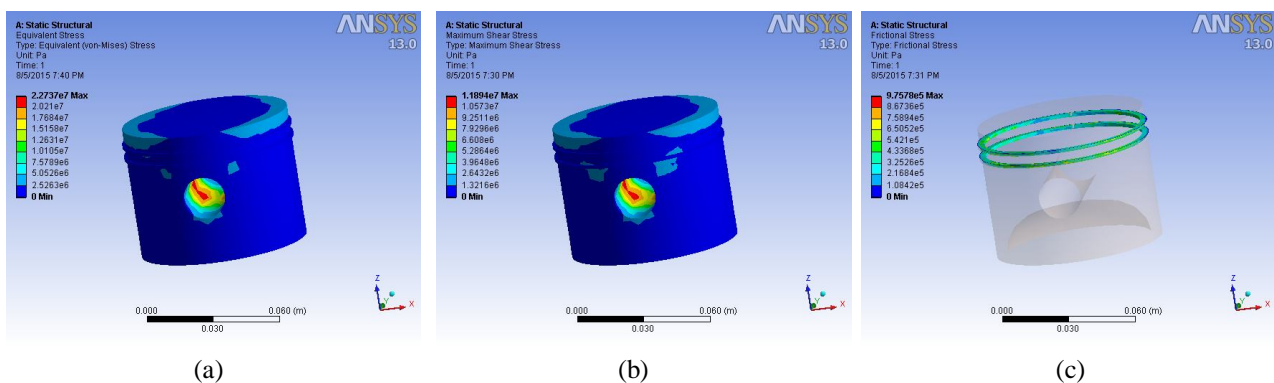 A: Static Structural
Equivalent Stress
Type: Equivalent (von-Mises) Stress
Unit: Pa
Time: 1
8/5/2015 7:40 PM
ANSYS
13.0
2.2737e7 Max
2.021e7
1.7684e7
1.5158e7
1.2631e7
1.0105e7
7.5789e6
5.0526e6
2.5263e6
0 Min
Z
Y
X
0.000
0.060 (m)
0.030
(a)
A: Static Structural
Maximum Shear Stress
Type: Maximum Shear Stress
Unit: Pa
Time: 1
8/5/2015 7:30 PM
ANSYS
13.0
1.1894e7 Max
1.0573e7
9.2511e6
7.9296e6
6.608e6
5.2864e6
3.9648e6
2.6432e6
1.3216e6
0 Min
Z
Y
X
0.000
0.060 (m)
0.030
(b)
A: Static Structural
Frictional Stress
Type: Frictional Stress
Unit: Pa
Time: 1
8/5/2015 7:31 PM
ANSYS
13.0
9.7578e5 Max
8.6736e5
7.5894e5
6.5052e5
5.421e5
4.3368e5
3.2526e5
2.1684e5
1.0842e5
0 Min
Z
Y
X
0.000
0.060 (m)
0.030
(c)